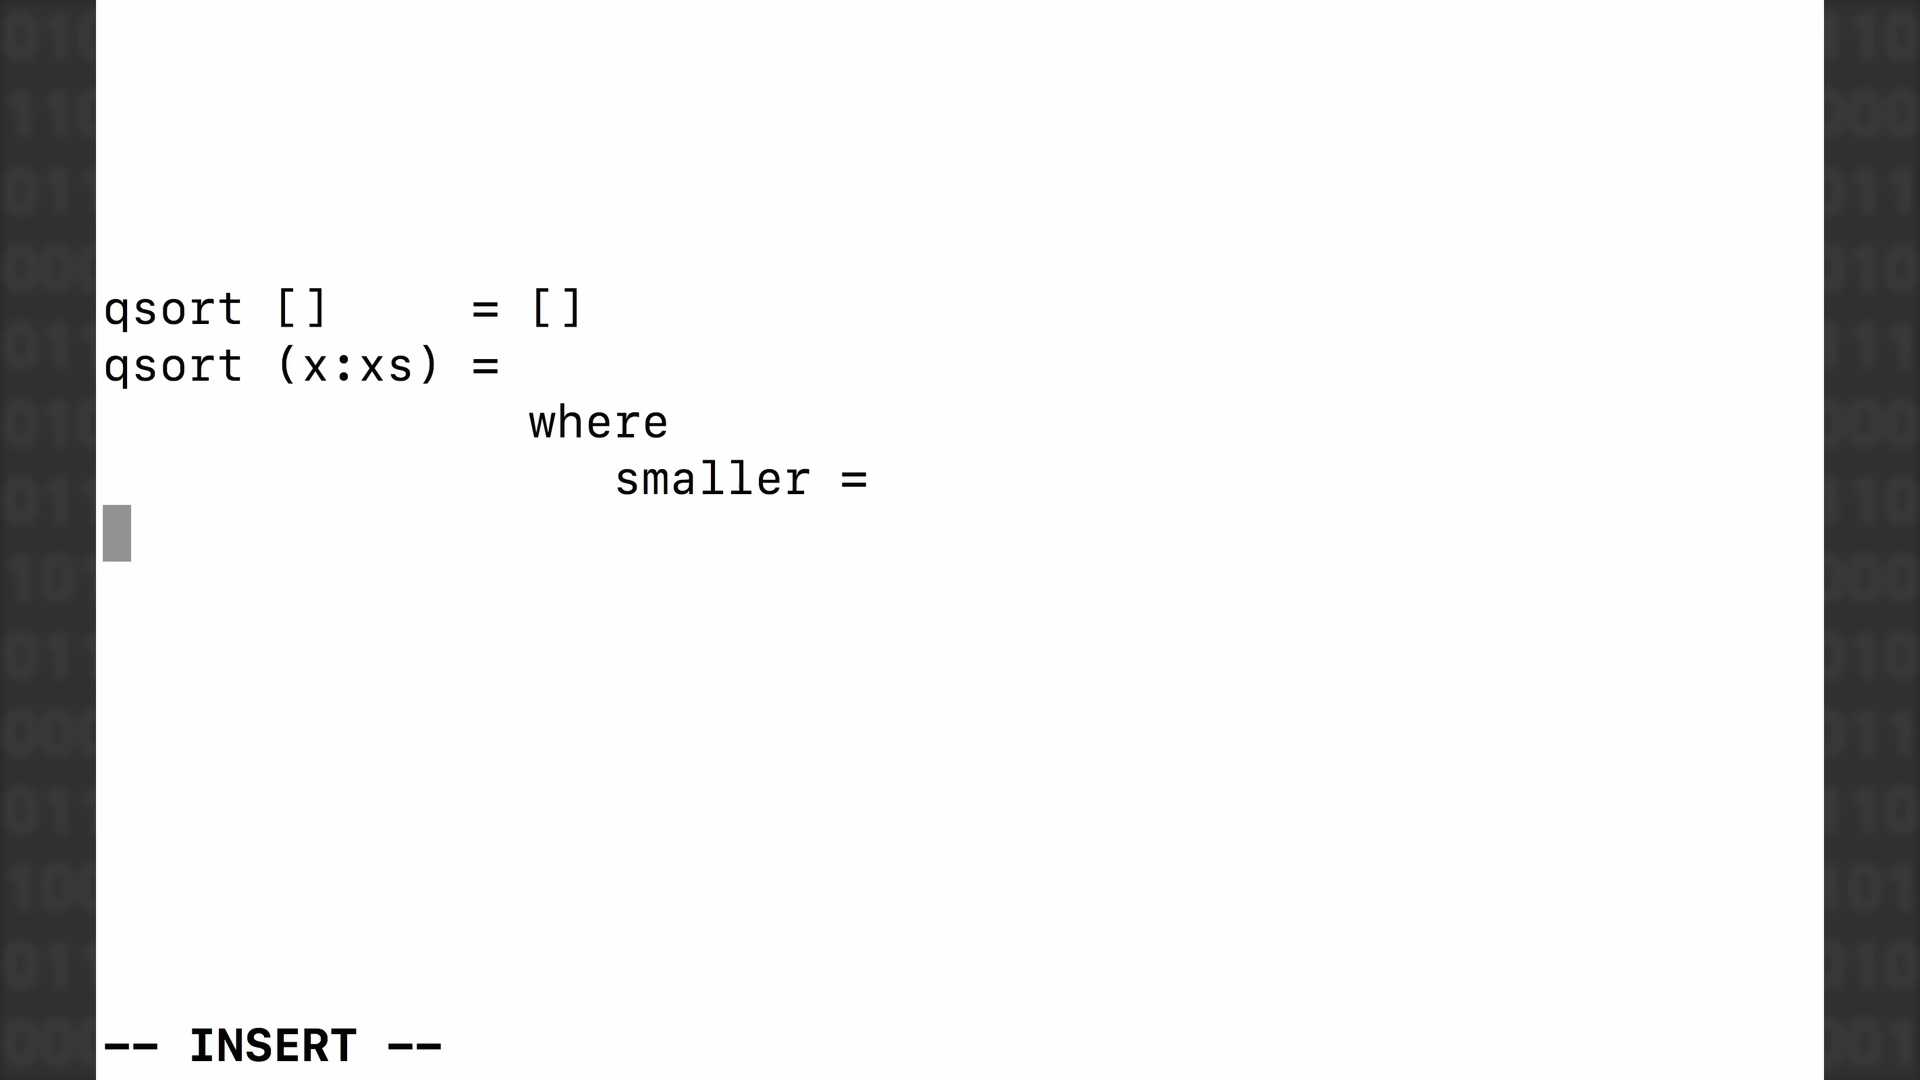 qsort []     = []
qsort (x:xs) =
               where
                  smaller =
-- INSERT --